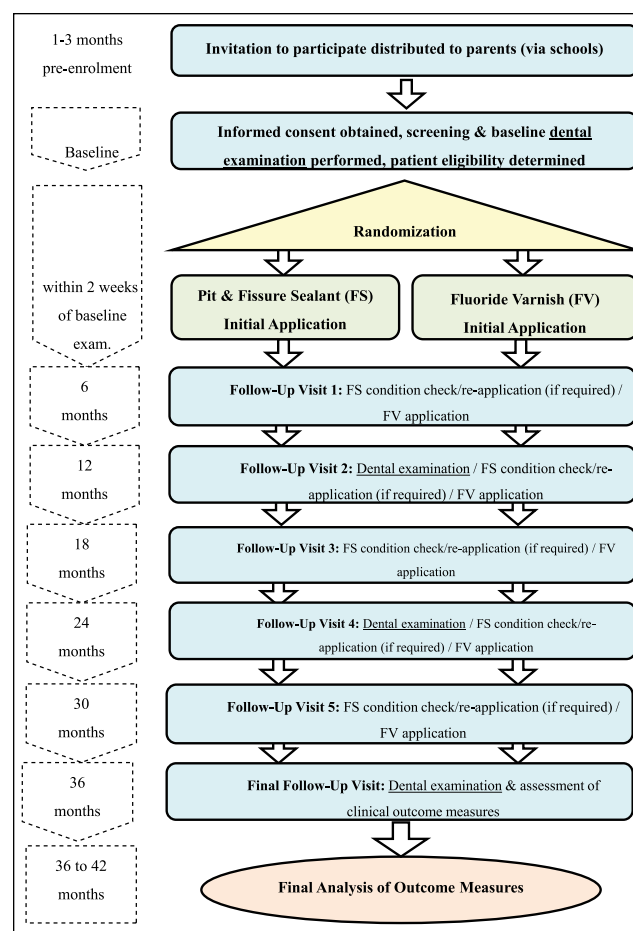 1-3 months
pre-enrolment
Invitation to participate distributed to parents (via schools)
Baseline
Informed consent obtained, screening & baseline dental
examination performed, patient eligibility determined
Randomization
within 2 weeks
of baseline
exam.
Pit & Fissure Sealant (FS)
Initial Application
Fluoride Varnish (FV)
Initial Application
6
months
Follow-Up Visit 1: FS condition check/re-application (if required) /
FV application
12
months
Follow-Up Visit 2: Dental examination / FS condition check/re-
application (if required) / FV application
18
months
Follow-Up Visit 3: FS condition check/re-application (if required) / FV
application
24
months
Follow-Up Visit 4: Dental examination / FS condition check/re-
application (if required) / FV application
30
months
Follow-Up Visit 5: FS condition check/re-application (if required) /
FV application
36
months
Final Follow-Up Visit: Dental examination & assessment of
clinical outcome measures
36 to 42
months
Final Analysis of Outcome Measures